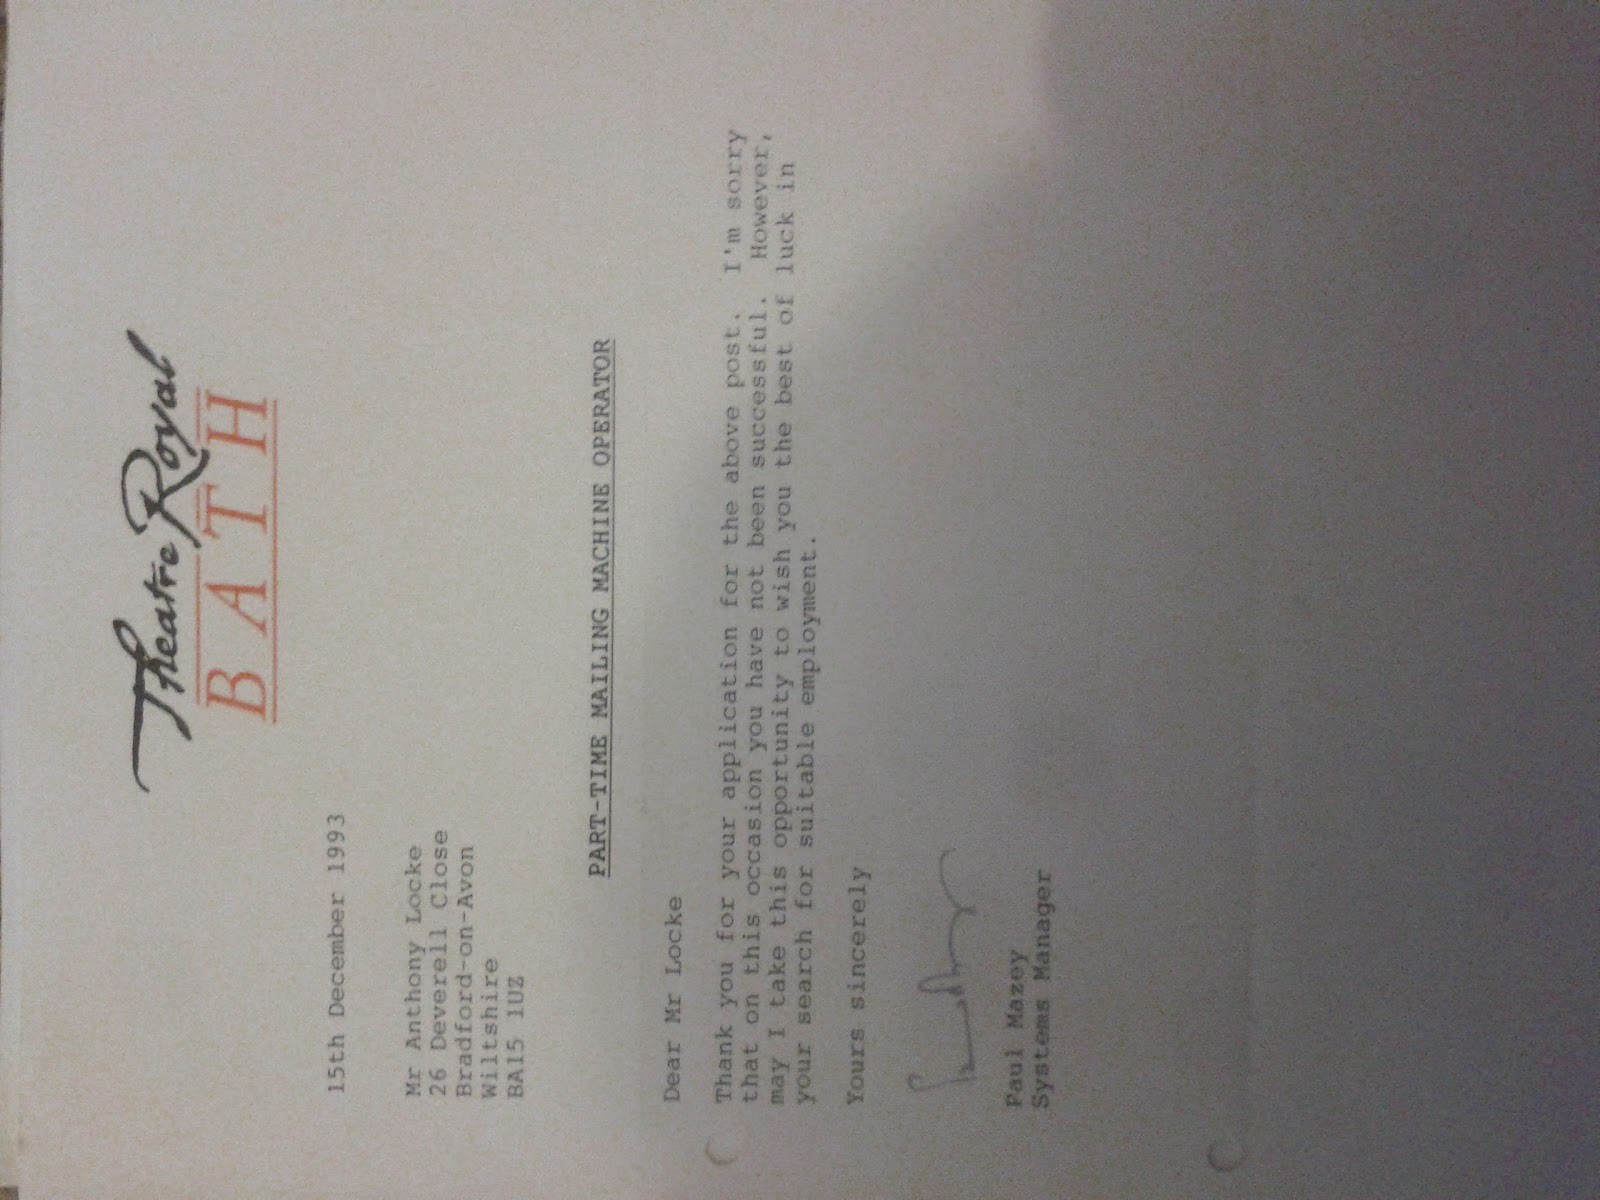 Theatre Royal
BATH
15th December 1993
Mr Anthony Locke
26 Deverell Close
Bradford-on-Avon
Wiltshire
BA15 1UZ
PART-TIME MAILING MACHINE OPERATOR
Dear Mr Locke
Thank you for your application for the above post. I'm sorry
that on this occasion you have not been successful. However,
may I take this opportunity to wish you the best of luck in
your search for suitable employment.
Yours sincerely
Paul Mazey
Systems Manager